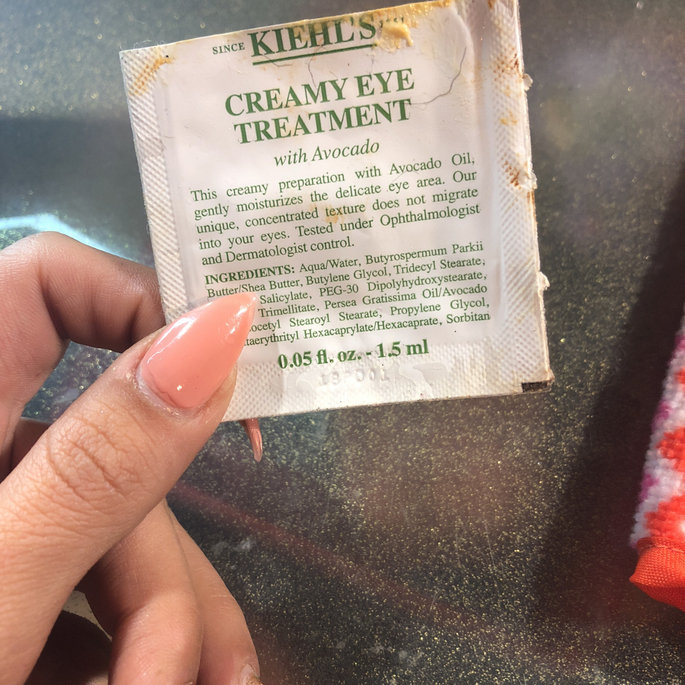 SINCE KIEHL'S
CREAMY EYE
TREATMENT
with Avocado
This creamy preparation with Avocado Oil,
gently moisturizes the delicate eye area. Our
unique, concentrated texture does not migrate
into your eyes. Tested under Ophthalmologist
and Dermatologist control.
INGREDIENTS: Aqua/Water, Butyrospermum Parkii
Butter/Shea Butter, Butylene Glycol, Tridecyl Stearate,
Salicylate, PEG-30 Dipolyhydroxystearate,
Trimellitate, Persea Gratissima Oil/Avocado
Stearoyl Stearate, Propylene Glycol,
Hexacaprylate/Hexacaprate, Sorbitan
0.05 fl. oz. - 1.5 ml